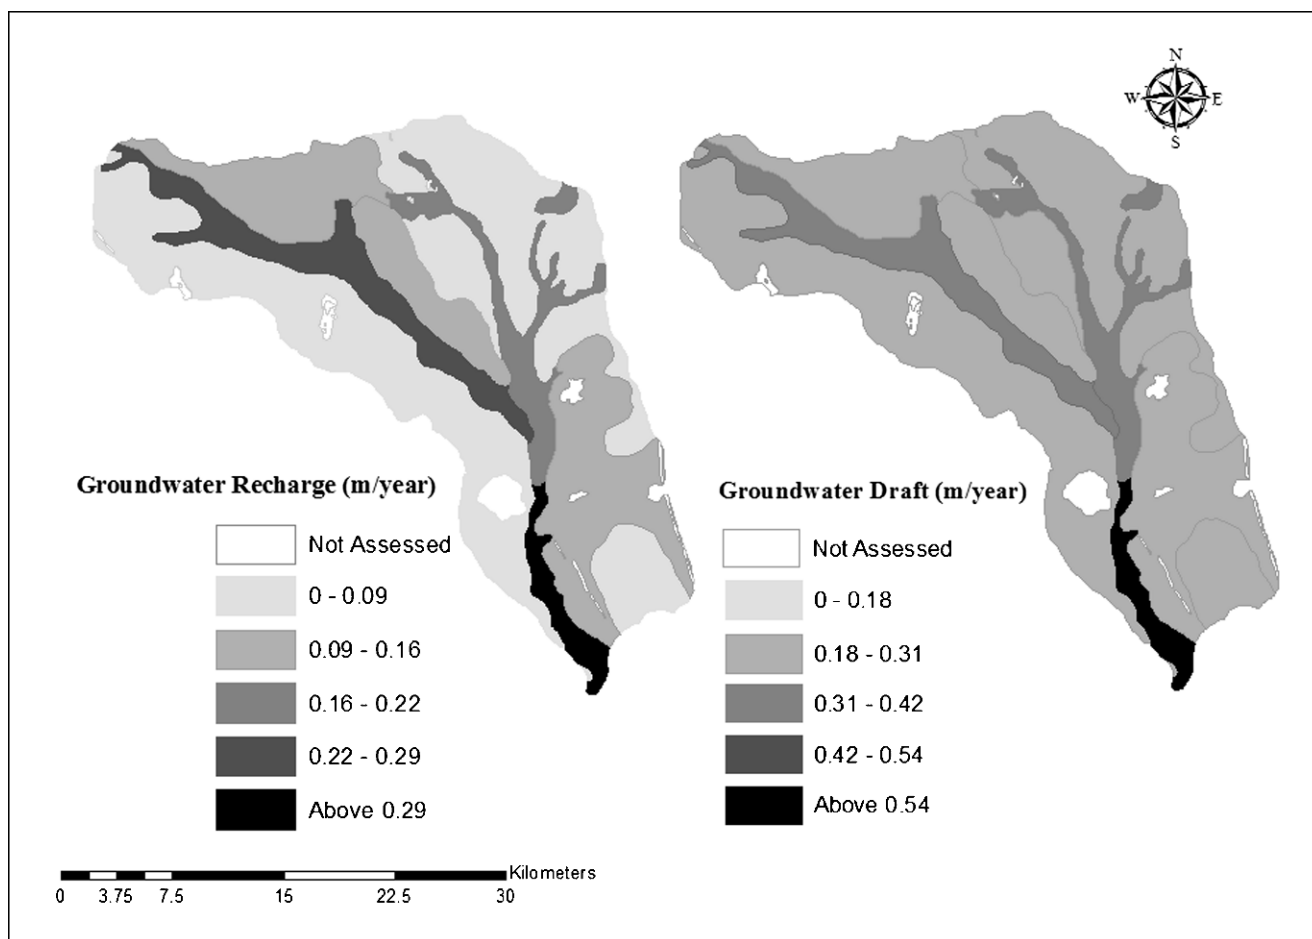 N
W E
S
Groundwater Recharge (m/year)
Not Assessed
0 - 0.09
0.09 - 0.16
0.16 - 0.22
0.22 - 0.29
Above 0.29
Groundwater Draft (m/year)
Not Assessed
0 - 0.18
0.18 - 0.31
0.31 - 0.42
0.42 - 0.54
Above 0.54
Kilometers
0 3.75 7.5 15 22.5 30